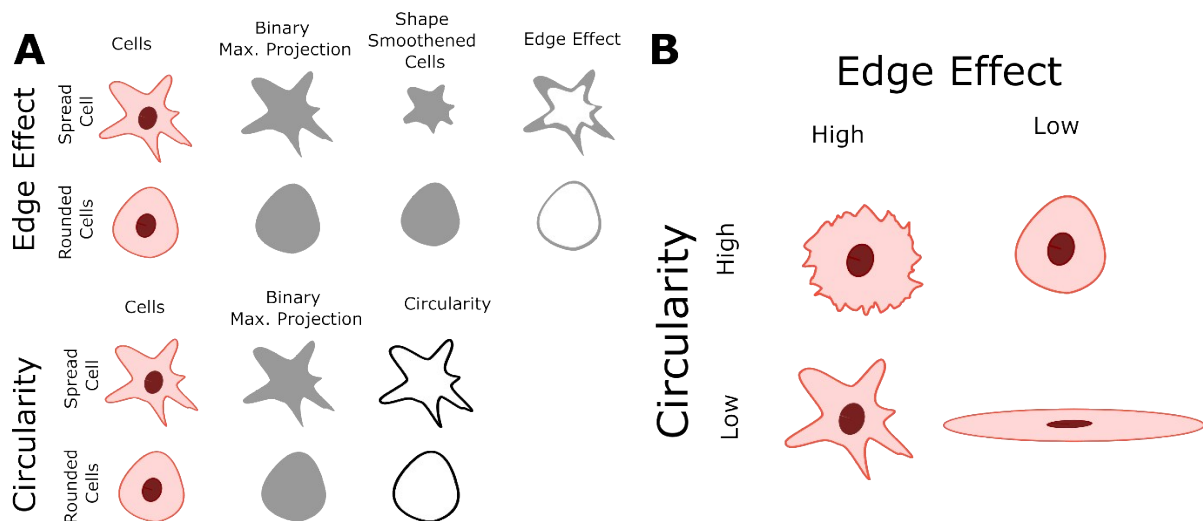 A
Edge Effect
Cells
Binary
Max. Projection
Shape
Smoothened
Cells
Edge Effect
Spread
Cell
Rounded
Cells
Circularity
Cells
Binary
Max. Projection
Circularity
Spread
Cell
Rounded
Cells
B
Edge Effect
High
Low
Circularity
High
Low